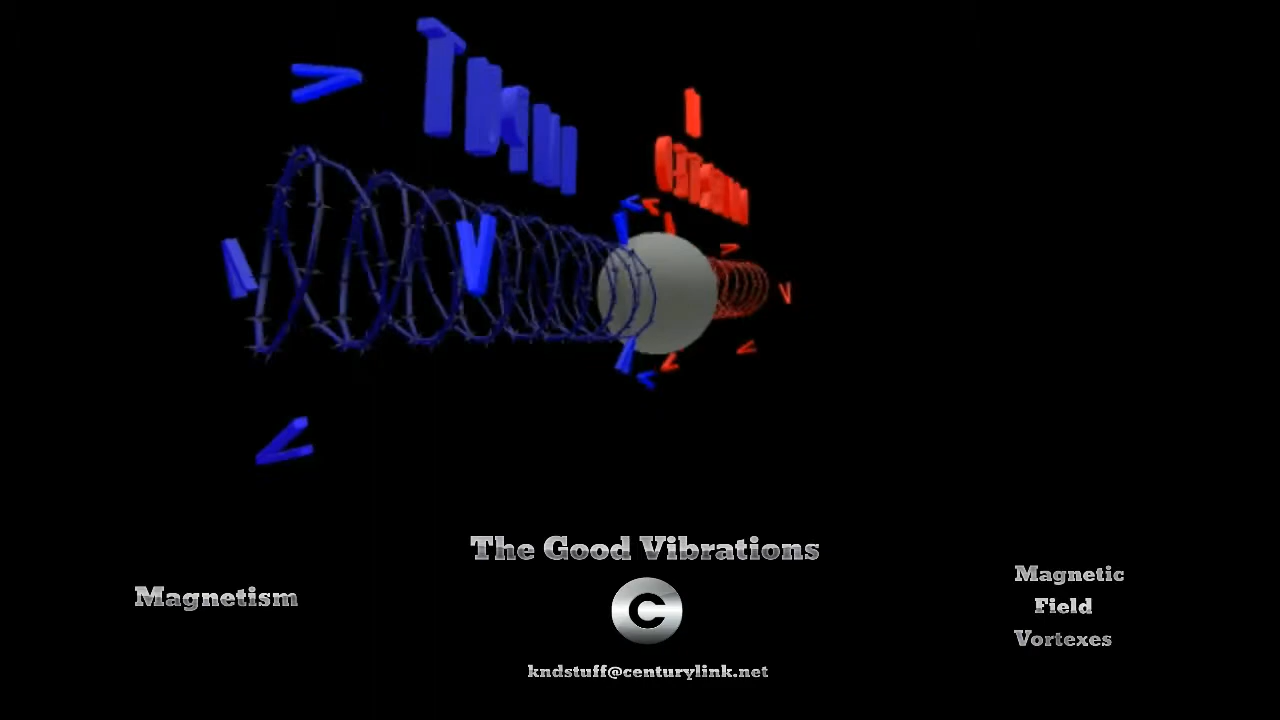 The Good Vibrations
Magnetism
C
Magnetic
Field
Vortexes
kndstuff@centurylink.net